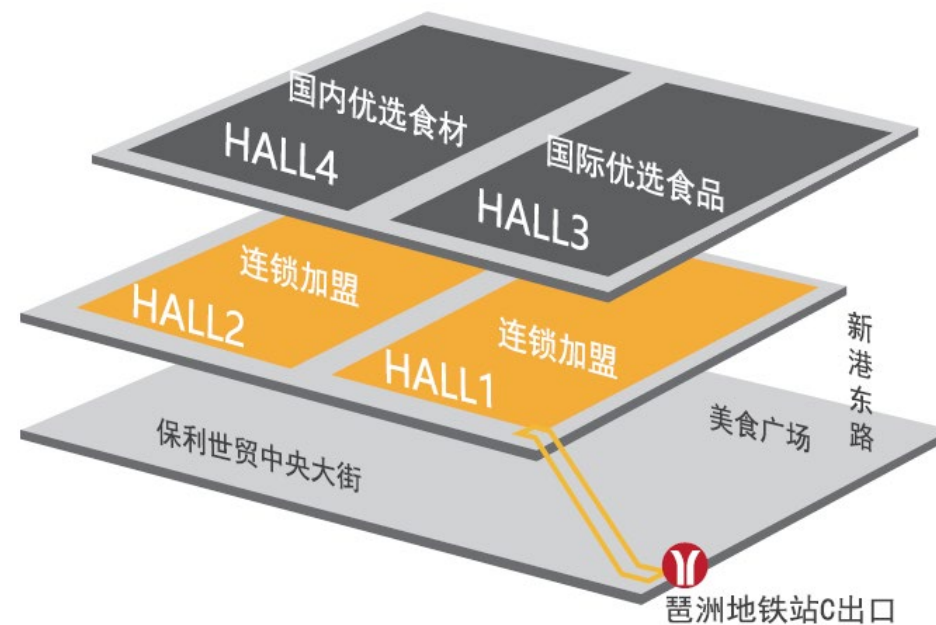 国内优选食材
HALL4
国际优选食品
HALL3
连锁加盟
HALL2
连锁加盟
HALL1
新港东路
美食广场
保利世贸中央大街
琶洲地铁站C出口